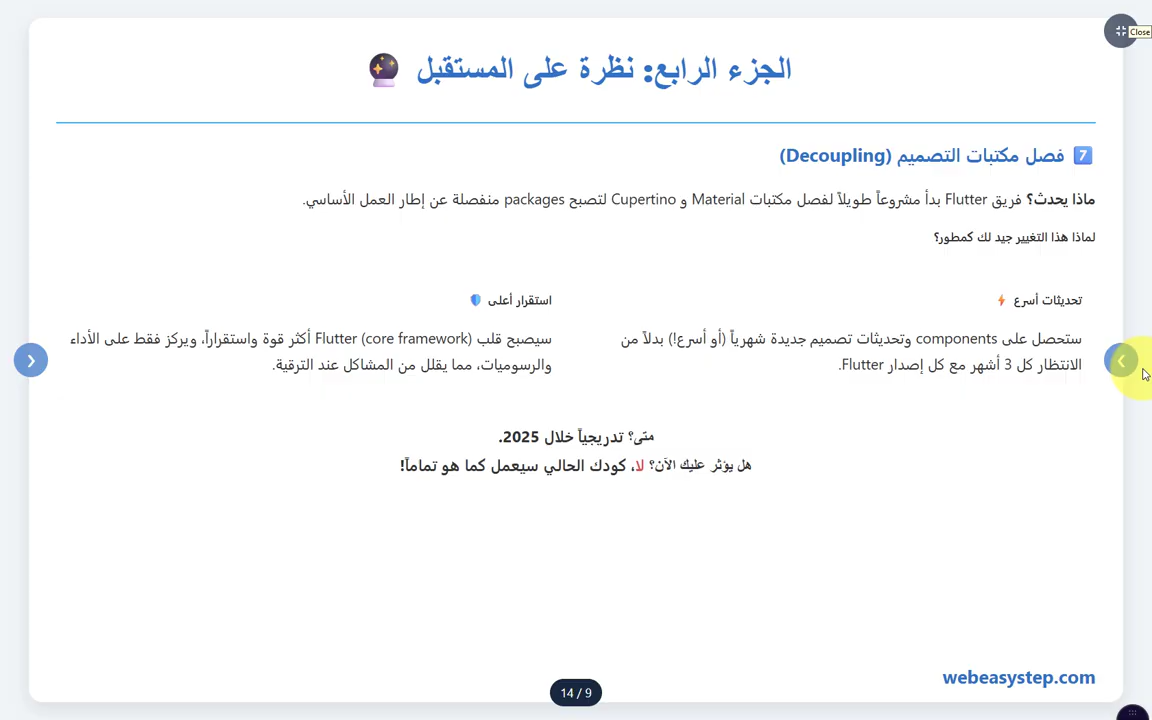 Close
الجزء الرابع: نظرة على المستقبل 🔮
7️⃣ فصل مكتبات التصميم (Decoupling)
ماذا يحدث؟ فريق Flutter بدأ مشروعاً طويلاً لفصل مكتبات Material و Cupertino لتصبح packages منفصلة عن إطار العمل الأساسي.
لماذا هذا التغيير جيد لك كمطور؟
تحديثات أسرع ⚡
ستحصل على components وتحديثات تصميم جديدة شهرياً (أو أسرع!) بدلاً من
الانتظار كل 3 أشهر مع كل إصدار Flutter.
استقرار أعلى 🛡️
سيصبح قلب Flutter (core framework) أكثر قوة واستقراراً، ويركز فقط على الأداء
والرسوميات، مما يقلل من المشاكل عند الترقية.
متى؟ تدريجياً خلال 2025.
هل يؤثر عليك الآن؟ لا، كودك الحالي سيعمل كما هو تماماً!
webeasystep.com
14 / 9